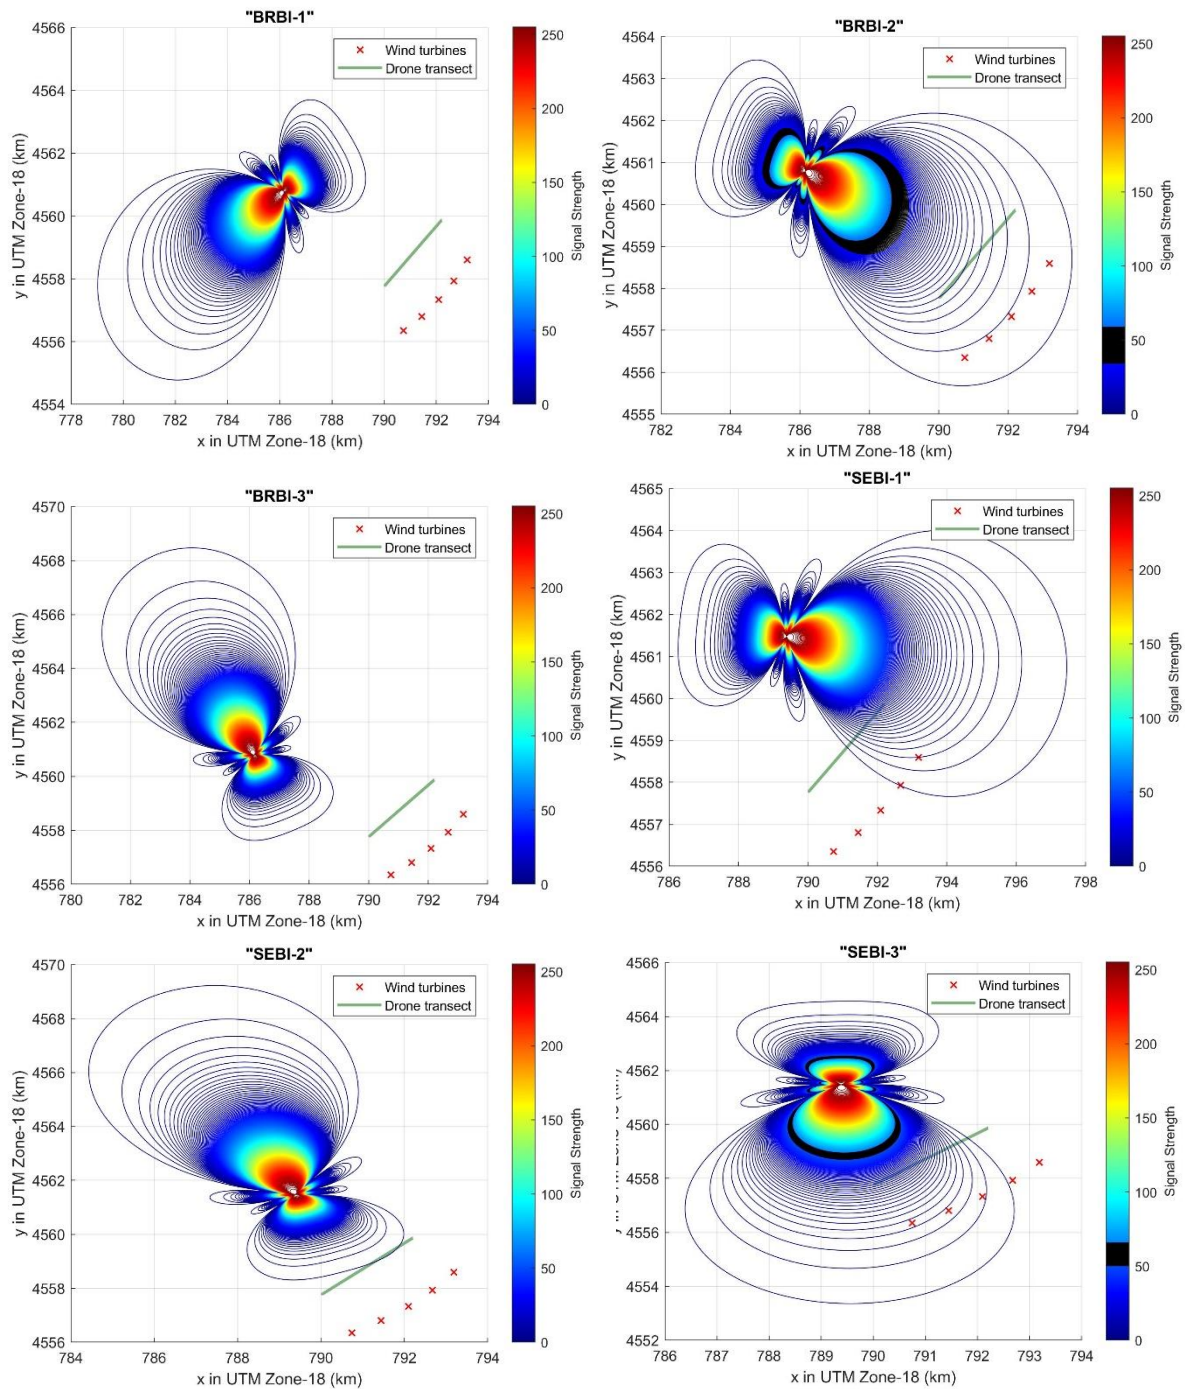 "BRBI-1"
4566
4564
4562
4560
4558
4556
4554
y in UTM Zone-18 (km)
778 780 782 784 786 788 790 792 794
x in UTM Zone-18 (km)
Wind turbines
Drone transect
250
200
150
100
50
0
Signal Strength
"BRBI-2"
4564
4563
4562
4561
4560
4559
4558
4557
4556
4555
y in UTM Zone-18 (km)
782 784 786 788 790 792 794
x in UTM Zone-18 (km)
Wind turbines
Drone transect
250
200
150
100
50
0
Signal Strength
"BRBI-3"
4570
4568
4566
4564
4562
4560
4558
4556
y in UTM Zone-18 (km)
780 782 784 786 788 790 792 794
x in UTM Zone-18 (km)
Wind turbines
Drone transect
250
200
150
100
50
0
Signal Strength
"SEBI-1"
4565
4564
4563
4562
4561
4560
4559
4558
4557
4556
y in UTM Zone-18 (km)
786 788 790 792 794 796 798
x in UTM Zone-18 (km)
Wind turbines
Drone transect
250
200
150
100
50
0
Signal Strength
"SEBI-2"
4570
4568
4566
4564
4562
4560
4558
4556
y in UTM Zone-18 (km)
784 786 788 790 792 794
x in UTM Zone-18 (km)
Wind turbines
Drone transect
250
200
150
100
50
0
Signal Strength
"SEBI-3"
4566
4564
4562
4560
4558
4556
4554
4552
786 787 788 789 790 791 792 793 794
x in UTM Zone-18 (km)
Wind turbines
Drone transect
250
200
150
100
50
0
Signal Strength